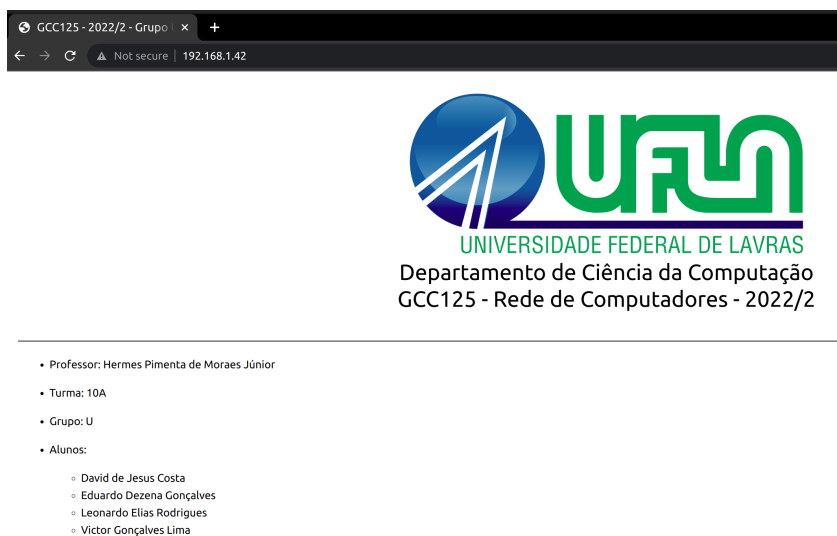 GCC125 - 2022/2 - Grupo
Not secure | 192.168.1.42
UFLA
UNIVERSIDADE FEDERAL DE LAVRAS
Departamento de Ciência da Computação
GCC125 - Rede de Computadores - 2022/2
• Professor: Hermes Pimenta de Moraes Júnior
• Turma: 10A
• Grupo: U
• Alunos:
◦ David de Jesus Costa
◦ Eduardo Dezena Gonçalves
◦ Leonardo Elias Rodrigues
◦ Victor Gonçalves Lima